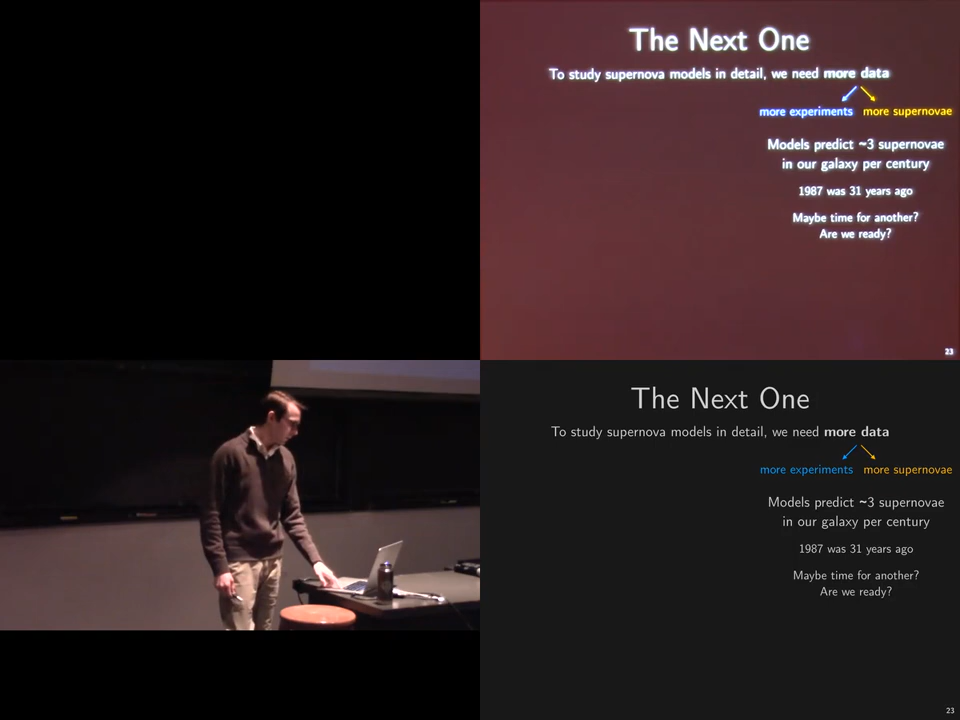 The Next One
To study supernova models in detail, we need more data
more experiments more supernovae
Models predict ~3 supernovae
in our galaxy per century
1987 was 31 years ago
Maybe time for another?
Are we ready?
23
The Next One
To study supernova models in detail, we need more data
more experiments more supernovae
Models predict ~3 supernovae
in our galaxy per century
1987 was 31 years ago
Maybe time for another?
Are we ready?
23